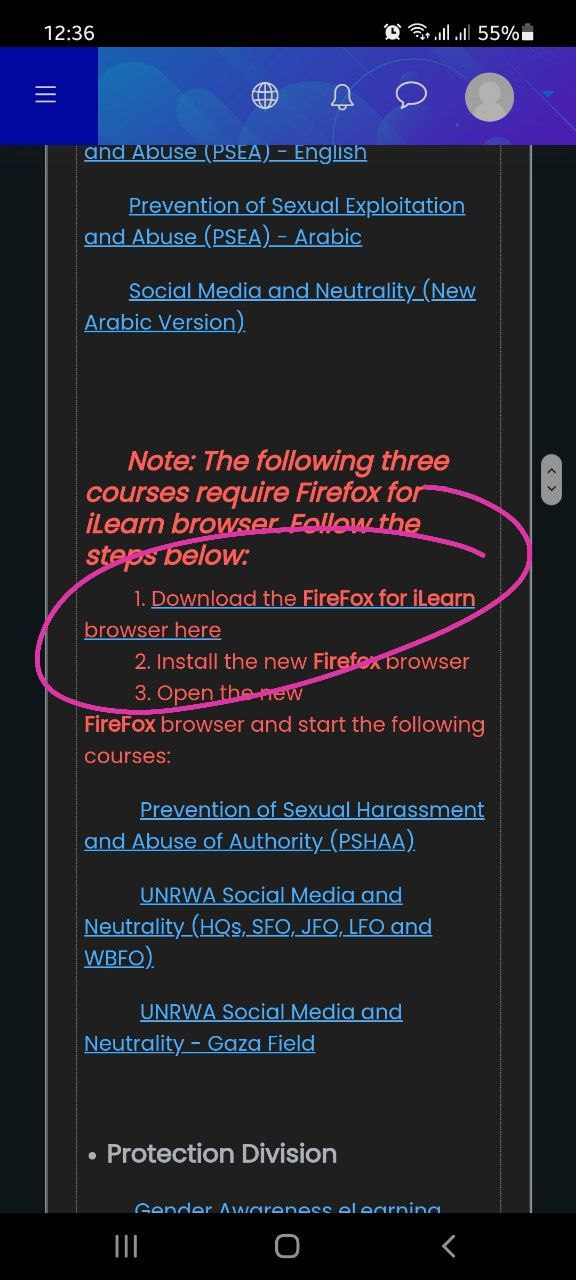 12:36
55%
and Abuse (PSEA) - English
Prevention of Sexual Exploitation
and Abuse (PSEA) - Arabic
Social Media and Neutrality (New
Arabic Version)
Note: The following three
courses require Firefox for
iLearn browser. Follow the
steps below:
1. Download the FireFox for iLearn
browser here
2. Install the new Firefox browser
3. Open the new
FireFox browser and start the following
courses:
Prevention of Sexual Harassment
and Abuse of Authority (PSHAA)
UNRWA Social Media and
Neutrality (HQs, SFO, JFO, LFO and
WBFO)
UNRWA Social Media and
Neutrality - Gaza Field
• Protection Division
Gender Awareness eLearning